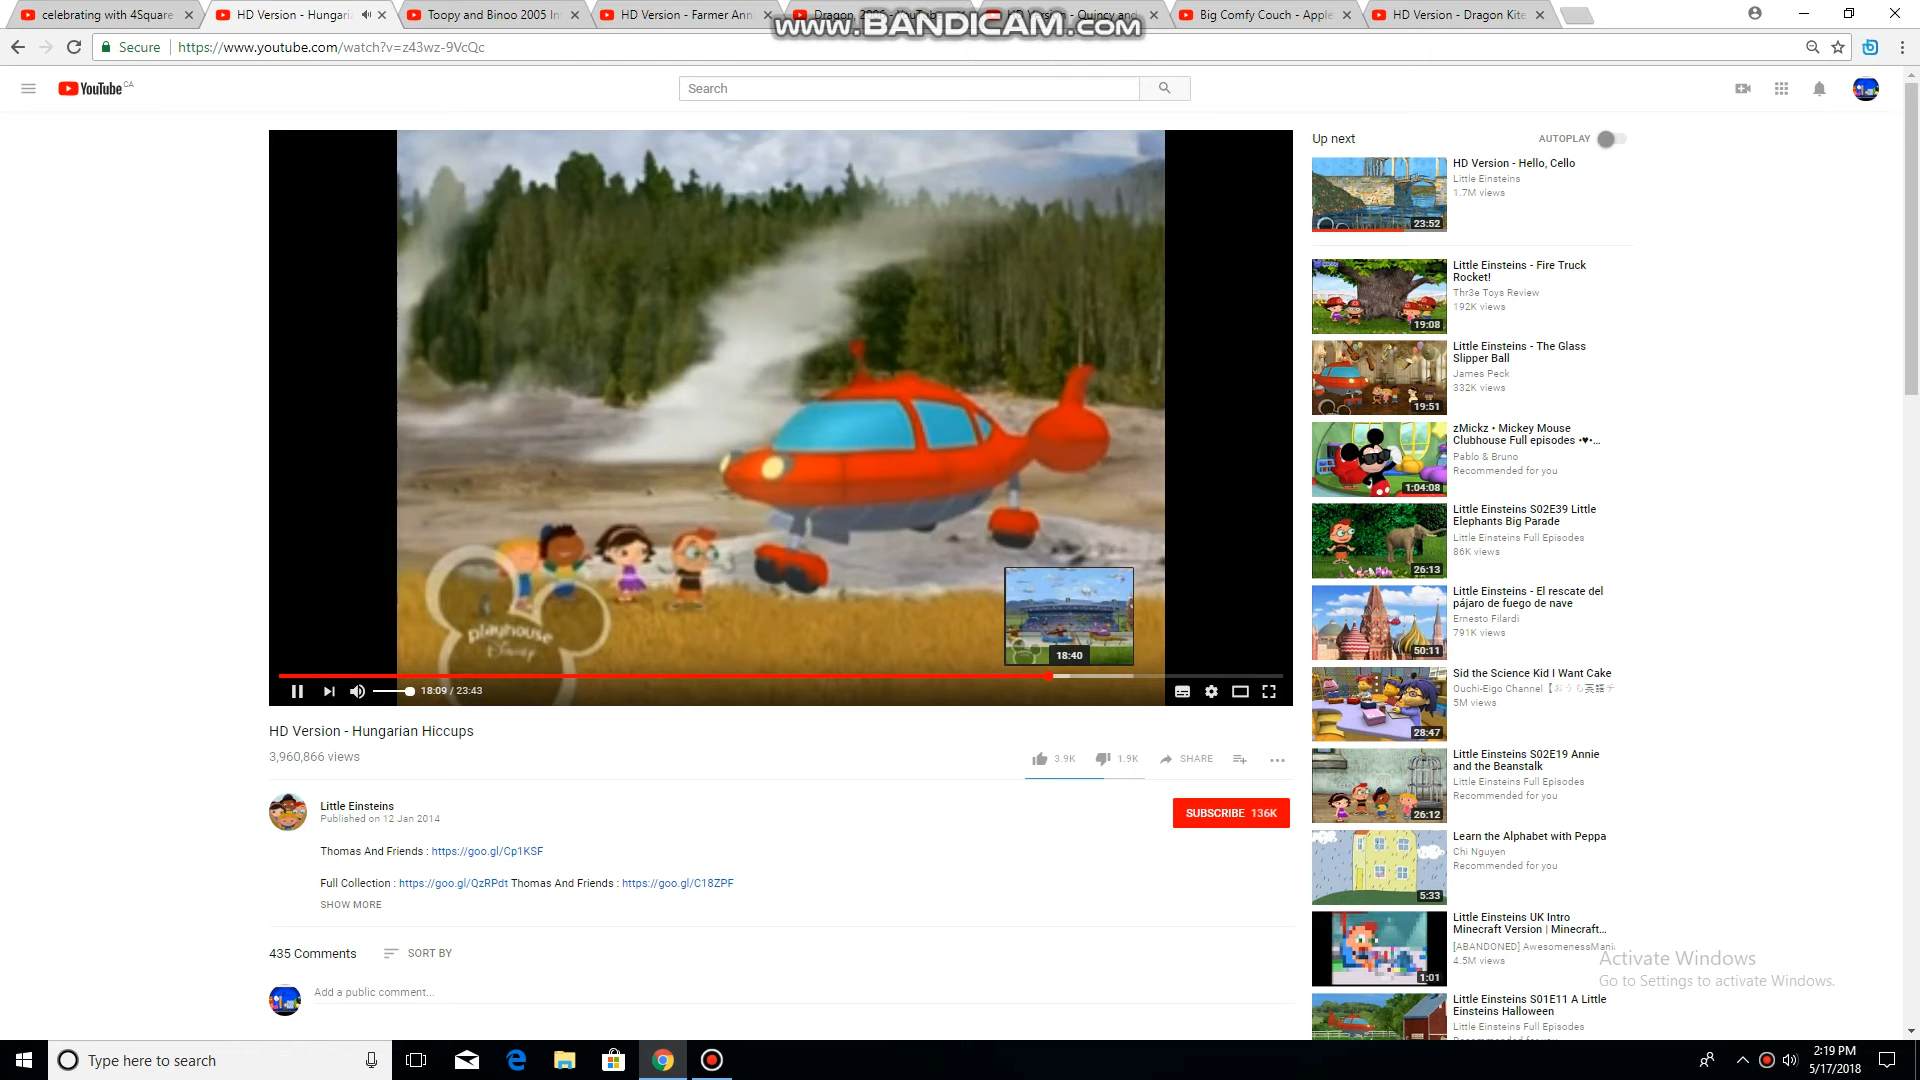 celebrating with 4Square
HD Version - Hungaria
Toopy and Binoo 2005 In
HD Version - Farmer Ann
Big Comfy Couch - Apple
HD Version - Dragon Kite
www.BANDICAM.com
Secure
https://www.youtube.com/watch?v=z43wz-9VcQc
YouTube CA
Search
playhouse
Disney
18:40
18:09 / 23:43
HD Version - Hungarian Hiccups
3,960,866 views
3.9K
1.9K
SHARE
Little Einsteins
Published on 12 Jan 2014
SUBSCRIBE 136K
Thomas And Friends : https://goo.gl/Cp1KSF
Full Collection : https://goo.gl/QzRPdt Thomas And Friends : https://goo.gl/C18ZPF
SHOW MORE
435 Comments
SORT BY
Add a public comment...
Up next
AUTOPLAY
HD Version - Hello, Cello
Little Einsteins
1.7M views
23:52
Little Einsteins - Fire Truck
Rocket!
Thr3e Toys Review
192K views
19:08
Little Einsteins - The Glass
Slipper Ball
James Peck
332K views
19:51
zMickz • Mickey Mouse
Clubhouse Full episodes •♥•...
Pablo & Bruno
Recommended for you
1:04:08
Little Einsteins S02E39 Little
Elephants Big Parade
Little Einsteins Full Episodes
86K views
26:13
Little Einsteins - El rescate del
pájaro de fuego de nave
Ernesto Filardi
791K views
50:11
Sid the Science Kid I Want Cake
Ouchi-Eigo Channel【おうち英語チ
5M views
28:47
Little Einsteins S02E19 Annie
and the Beanstalk
Little Einsteins Full Episodes
Recommended for you
26:12
Learn the Alphabet with Peppa
Chi Nguyen
Recommended for you
5:33
Little Einsteins UK Intro
Minecraft Version | Minecraft...
[ABANDONED] AwesomenessMania
4.5M views
1:01
Little Einsteins S01E11 A Little
Einsteins Halloween
Little Einsteins Full Episodes
Activate Windows
Go to Settings to activate Windows.
Type here to search
2:19 PM
5/17/2018